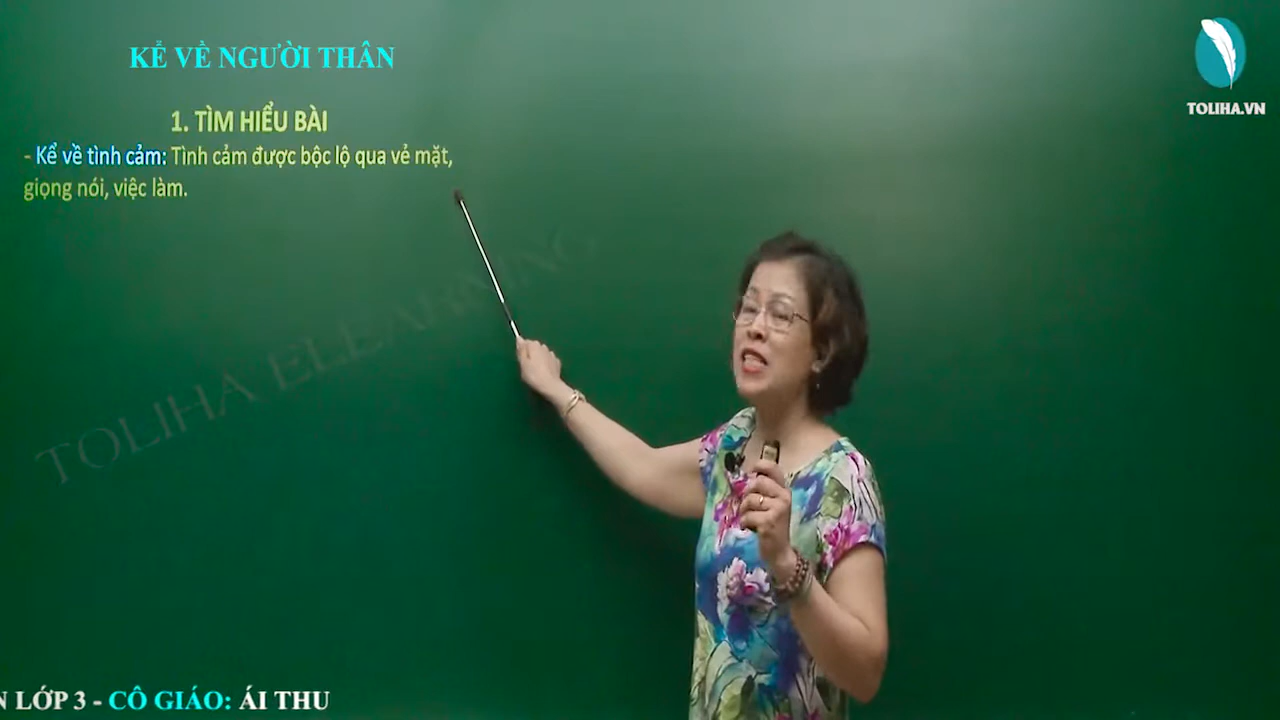 KỂ VỀ NGƯỜI THÂN
TOLIHA.VN
1. TÌM HIỂU BÀI
- Kể về tình cảm: Tình cảm được bộc lộ qua vẻ mặt,
giọng nói, việc làm.
TOLIHA ELEARNING
N LỚP 3 - CÔ GIÁO: ÁI THU